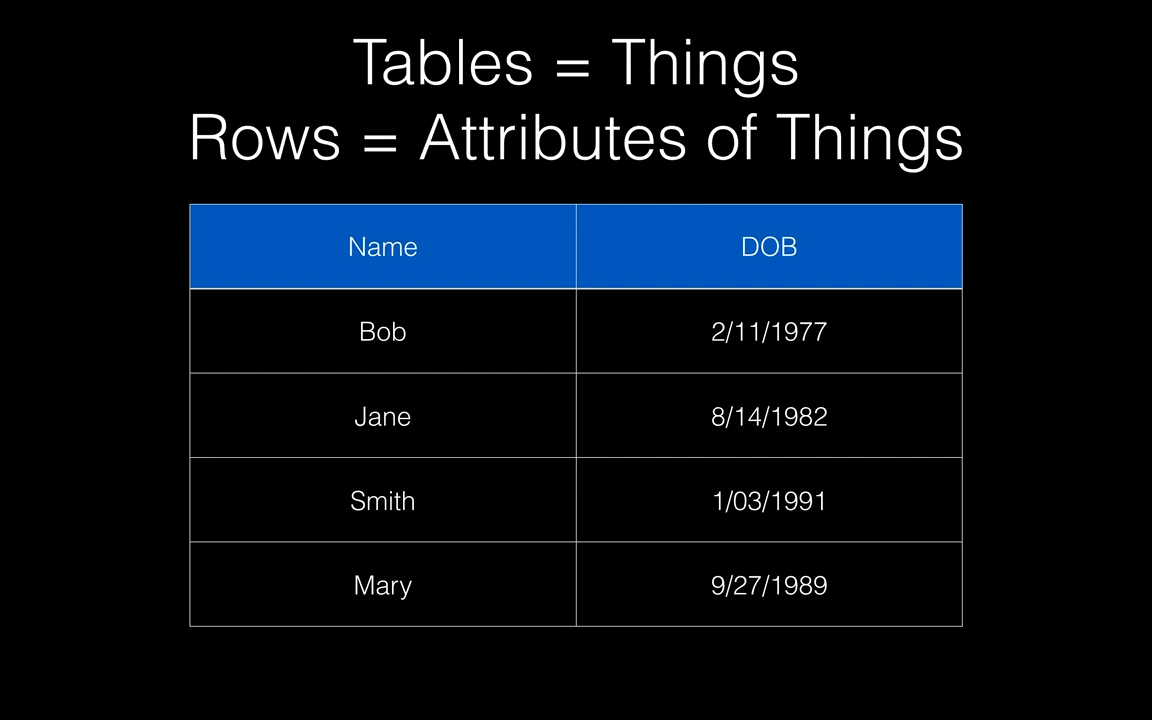 Tables = Things
Rows = Attributes of Things
Name DOB
Bob 2/11/1977
Jane 8/14/1982
Smith 1/03/1991
Mary 9/27/1989